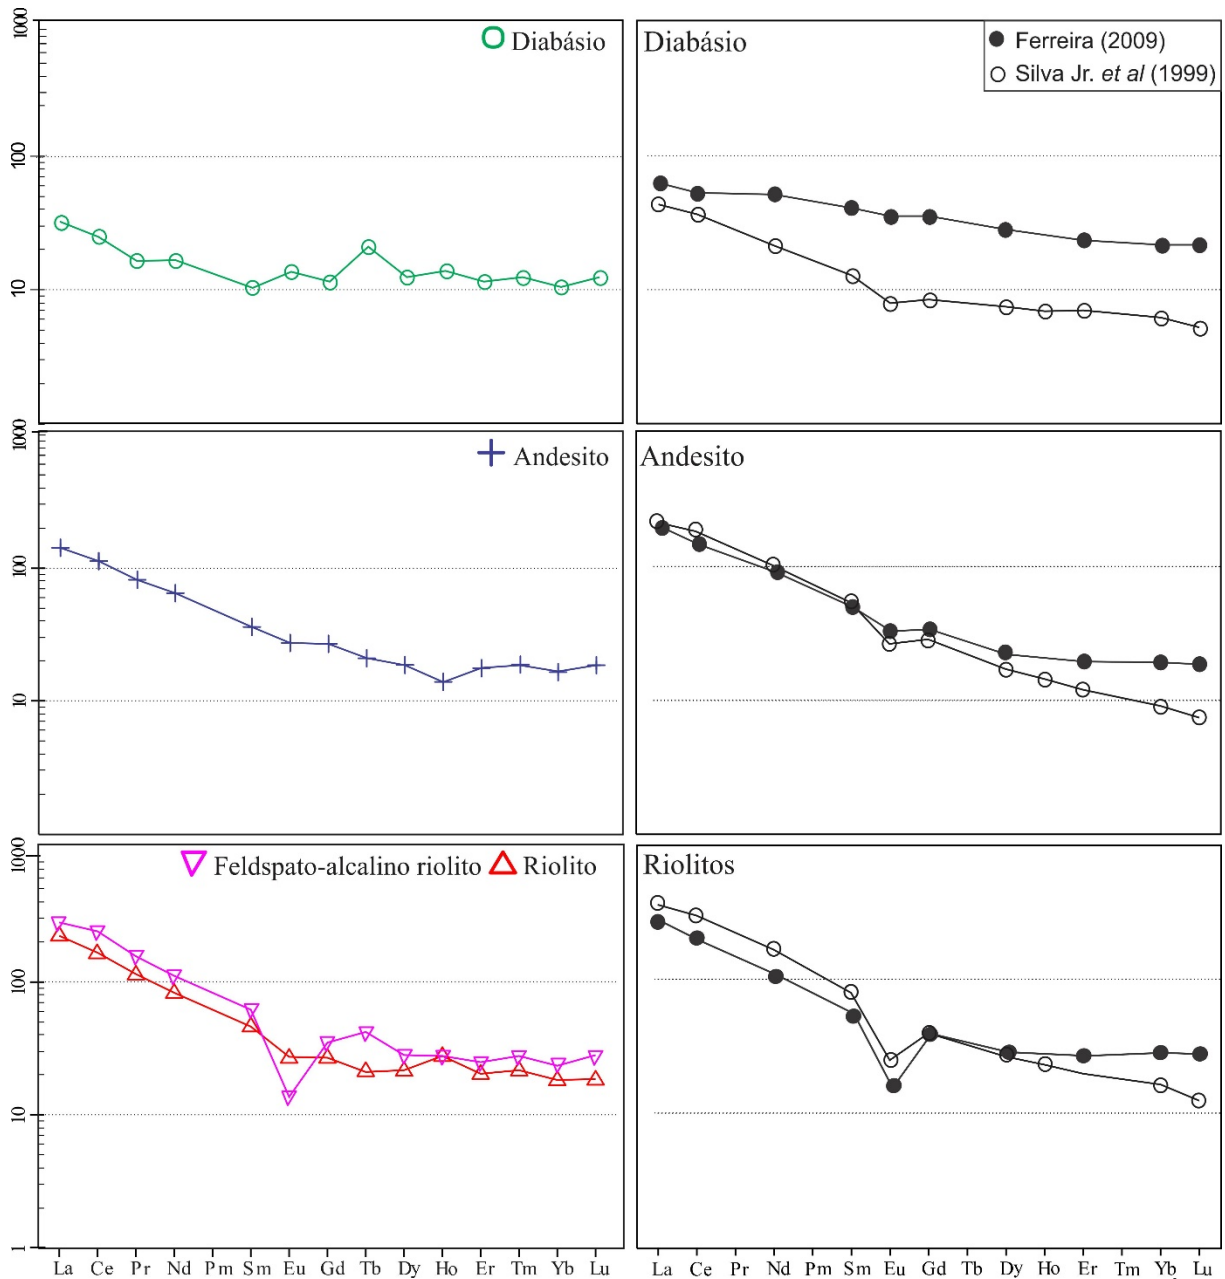 1000
100
10
Diabásio
Diabásio
Ferreira (2009)
Silva Jr. et al (1999)
1000
100
10
Andesito
Andesito
1000
100
10
1
Feldspato-alcalino riolito Riolito
Riolitos
La Ce Pr Nd Pm Sm Eu Gd Tb Dy Ho Er Tm Yb Lu
La Ce Pr Nd Pm Sm Eu Gd Tb Dy Ho Er Tm Yb Lu